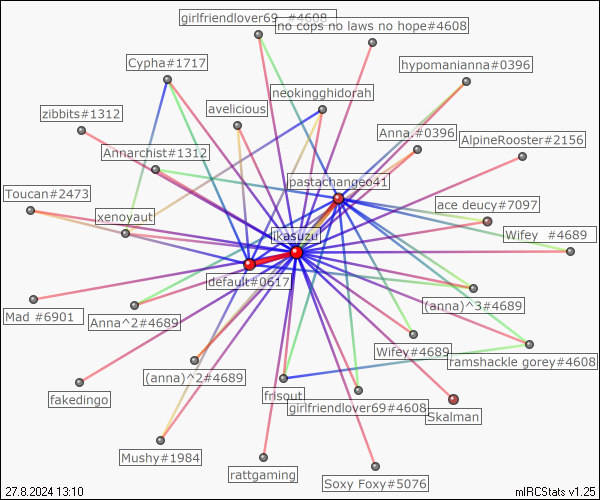 girlfriendlover69 #4608
no cops no laws no hope#4608
Cypha#1717
hypomanianna#0396
neokingghidorah
zibbits#1312
avelicious
Anna.#0396
AlpineRooster#2156
Annarchist#1312
pastachangeo41
Toucan#2473
ace deucy#7097
xenoyaut
ikasuzu
Wifey #4689
default#0617
(anna)^3#4689
Mad #6901
Anna^2#4689
Wifey#4689
ramshackle gorey#4608
(anna)^2#4689
frisout
fakedingo
girlfriendlover69#4608
Skalman
Mushy#1984
rattgaming
Soxy Foxy#5076
27.8.2024 13:10
mIRCStats v1.25